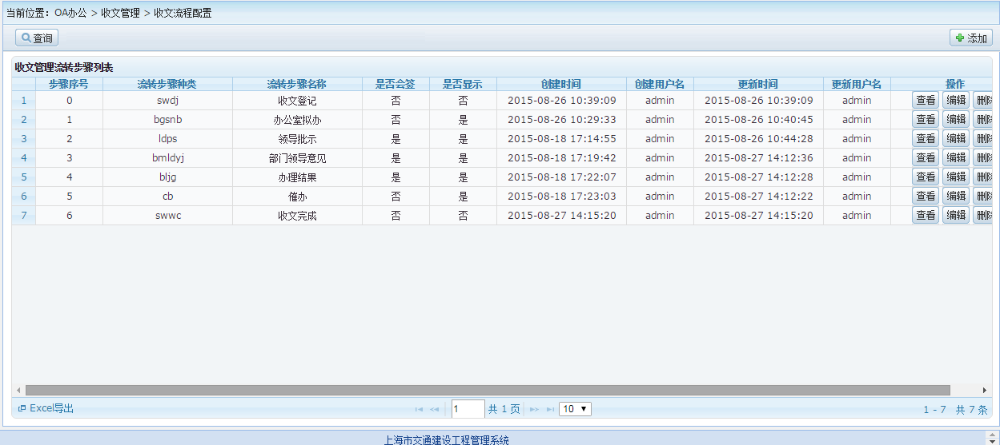 当前位置：OA办公 > 收文管理 > 收文流程配置
查询 添加
收文管理流转步骤列表
步骤序号 流转步骤种类 流转步骤名称 是否会签 是否显示 创建时间 创建用户名 更新时间 更新用户名 操作
1 0 swdj 收文登记 否 否 2015-08-26 10:39:09 admin 2015-08-26 10:39:09 admin 查看 编辑 删除
2 1 bgsnb 办公室拟办 否 是 2015-08-26 10:29:33 admin 2015-08-26 10:40:45 admin 查看 编辑 删除
3 2 ldps 领导批示 是 是 2015-08-18 17:14:55 admin 2015-08-26 10:44:28 admin 查看 编辑 删除
4 3 bmldyj 部门领导意见 是 是 2015-08-18 17:19:42 admin 2015-08-27 14:12:36 admin 查看 编辑 删除
5 4 bljg 办理结果 是 是 2015-08-18 17:22:07 admin 2015-08-27 14:12:28 admin 查看 编辑 删除
6 5 cb 催办 否 是 2015-08-18 17:23:03 admin 2015-08-27 14:12:22 admin 查看 编辑 删除
7 6 swwc 收文完成 否 否 2015-08-27 14:15:20 admin 2015-08-27 14:15:20 admin 查看 编辑 删除
Excel导出 1 共 1 页 10 1 - 7 共 7 条
上海市交通建设工程管理系统